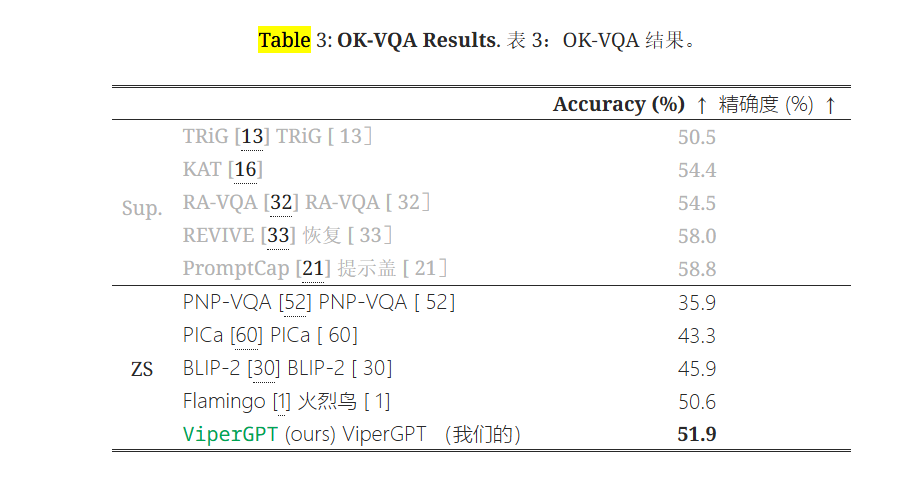 Table 3: OK-VQA Results. 表 3：OK-VQA 结果。
Accuracy (%) ↑ 精确度 (%) ↑
TRiG [13] TRiG [ 13］ 50.5
KAT [16] 54.4
Sup. RA-VQA [32] RA-VQA [ 32］ 54.5
REVIVE [33] 恢复 [ 33］ 58.0
PromptCap [21] 提示盖 [ 21］ 58.8
PNP-VQA [52] PNP-VQA [ 52] 35.9
PICa [60] PICa [ 60] 43.3
ZS BLIP-2 [30] BLIP-2 [ 30] 45.9
Flamingo [1] 火烈鸟 [ 1] 50.6
ViperGPT (ours) ViperGPT （我们的） 51.9